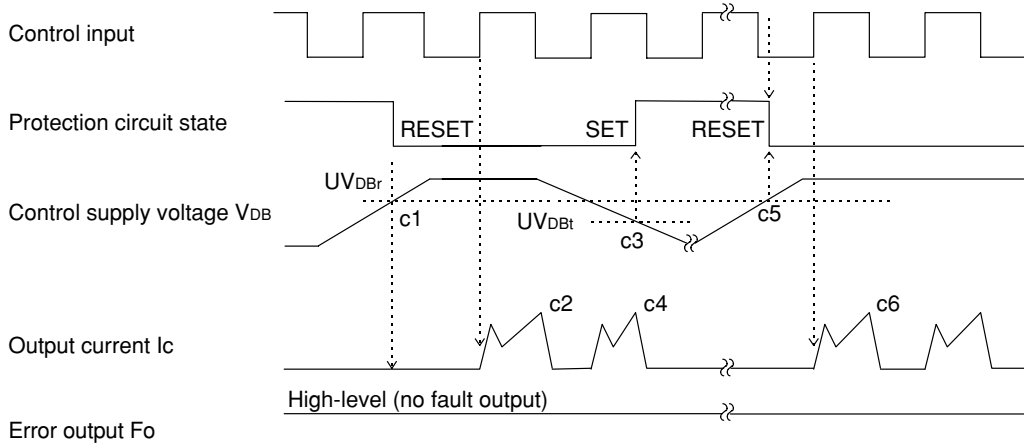 Control input
Protection circuit state
RESET
SET
RESET
UVDBr
Control supply voltage VDB
c1
UVDBt
c3
c5
c2
c4
c6
Output current Ic
High-level (no fault output)
Error output Fo